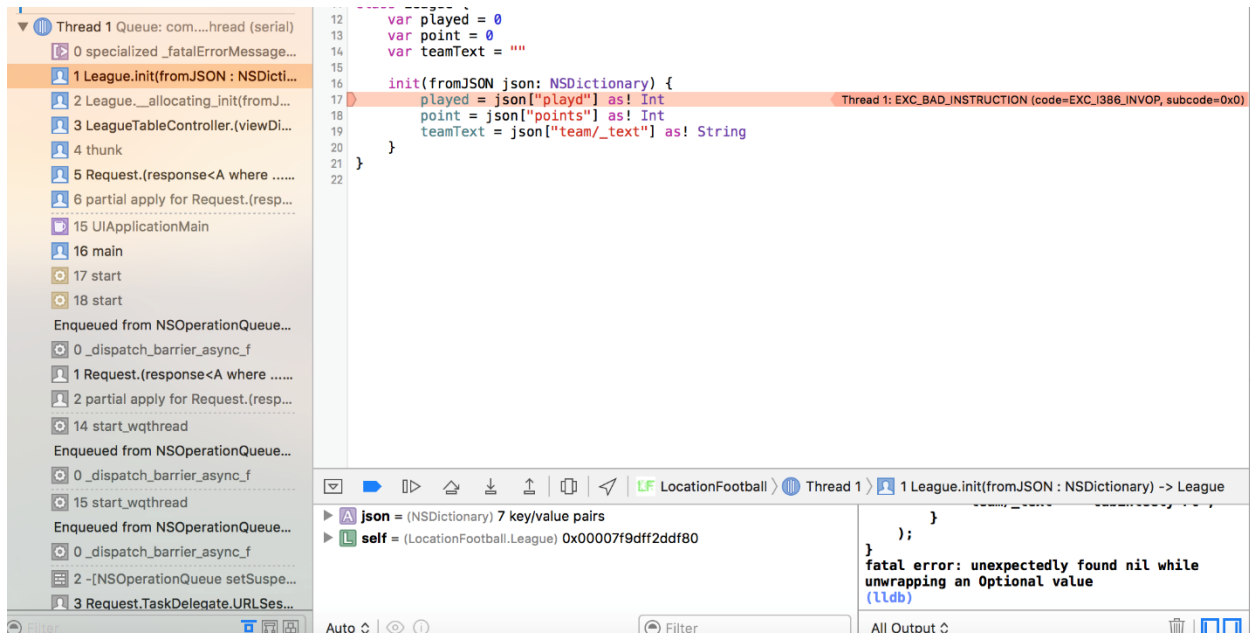 Thread 1 Queue: com....hread (serial)
0 specialized _fatalErrorMessage...
1 League.init(fromJSON : NSDicti...
2 League.__allocating_init(fromJ...
3 LeagueTableController.(viewDi...
4 thunk
5 Request.(response<A where ......
6 partial apply for Request.(resp...
15 UIApplicationMain
16 main
17 start
18 start
Enqueued from NSOperationQueue...
0 _dispatch_barrier_async_f
1 Request.(response<A where ......
2 partial apply for Request.(resp...
14 start_wqthread
Enqueued from NSOperationQueue...
0 _dispatch_barrier_async_f
15 start_wqthread
Enqueued from NSOperationQueue...
0 _dispatch_barrier_async_f
2 -[NSOperationQueue setSuspe...
3 Request.TaskDelegate.URLSes...
Filter
12 var played = 0
13 var point = 0
14 var teamText = ""
15
16 init(fromJSON json: NSDictionary) {
17 played = json["playd"] as! Int Thread 1: EXC_BAD_INSTRUCTION (code=EXC_I386_INVOP, subcode=0x0)
18 point = json["points"] as! Int
19 teamText = json["team/_text"] as! String
20 }
21 }
22
LF LocationFootball Thread 1 1 League.init(fromJSON : NSDictionary) -> League
json = (NSDictionary) 7 key/value pairs
self = (LocationFootball.League) 0x00007f9dff2ddf80
Auto
Filter
}
);
}
fatal error: unexpectedly found nil while
unwrapping an Optional value
(lldb)
All Output